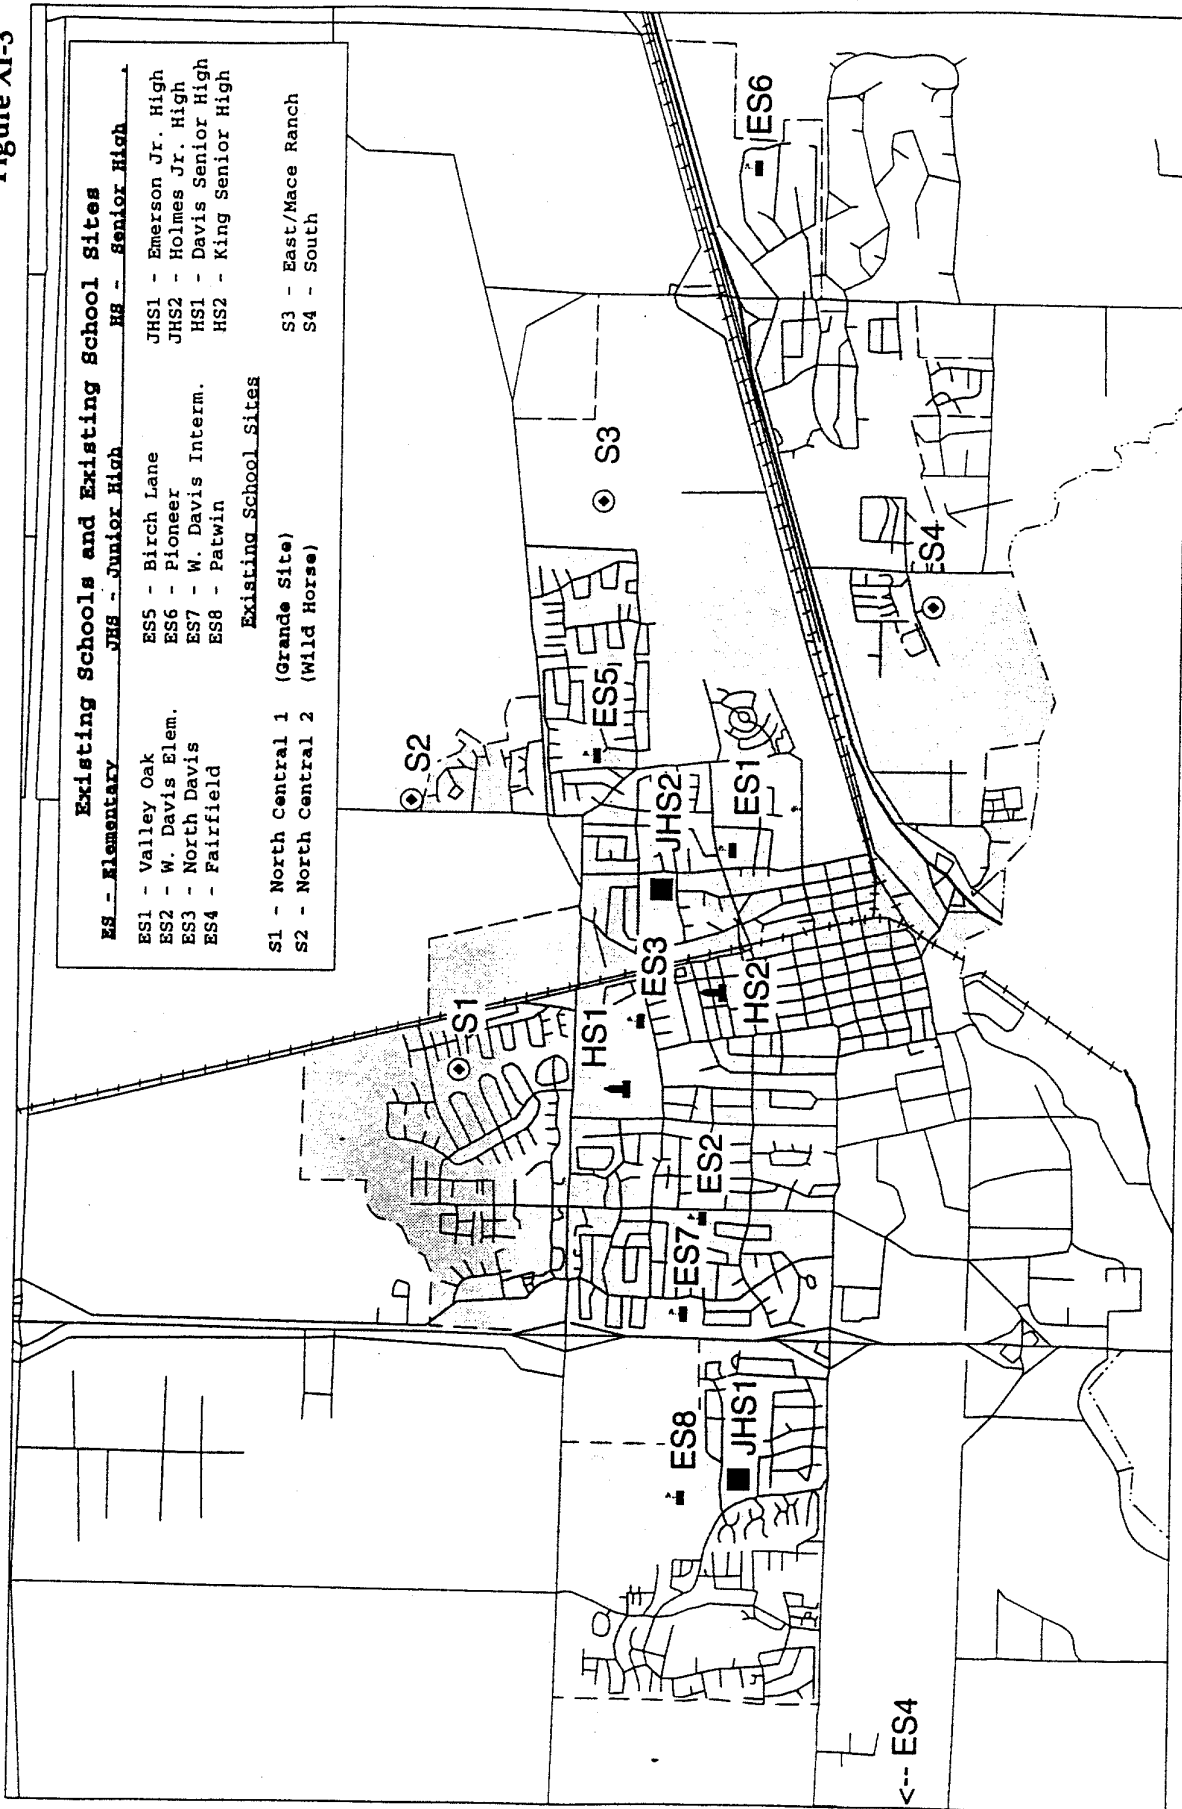 Figure XI-3
Existing Schools and Existing School Sites
ES - Elementary JHS - Junior High HS - Senior High
ES1 - Valley Oak ES5 - Birch Lane JHS1 - Emerson Jr. High
ES2 - W. Davis Elem. ES6 - Pioneer JHS2 - Holmes Jr. High
ES3 - North Davis ES7 - W. Davis Interm. HS1 - Davis Senior High
ES4 - Fairfield ES8 - Patwin HS2 - King Senior High
Existing School Sites
S1 - North Central 1 (Grande Site) S3 - East/Mace Ranch
S2 - North Central 2 (Wild Horse) S4 - South
S2
S1
S3
HS1
ES5
ES3
JHS2
ES8
ES7
ES2
JHS1
HS2
ES1
ES6
<-- ES4
S4